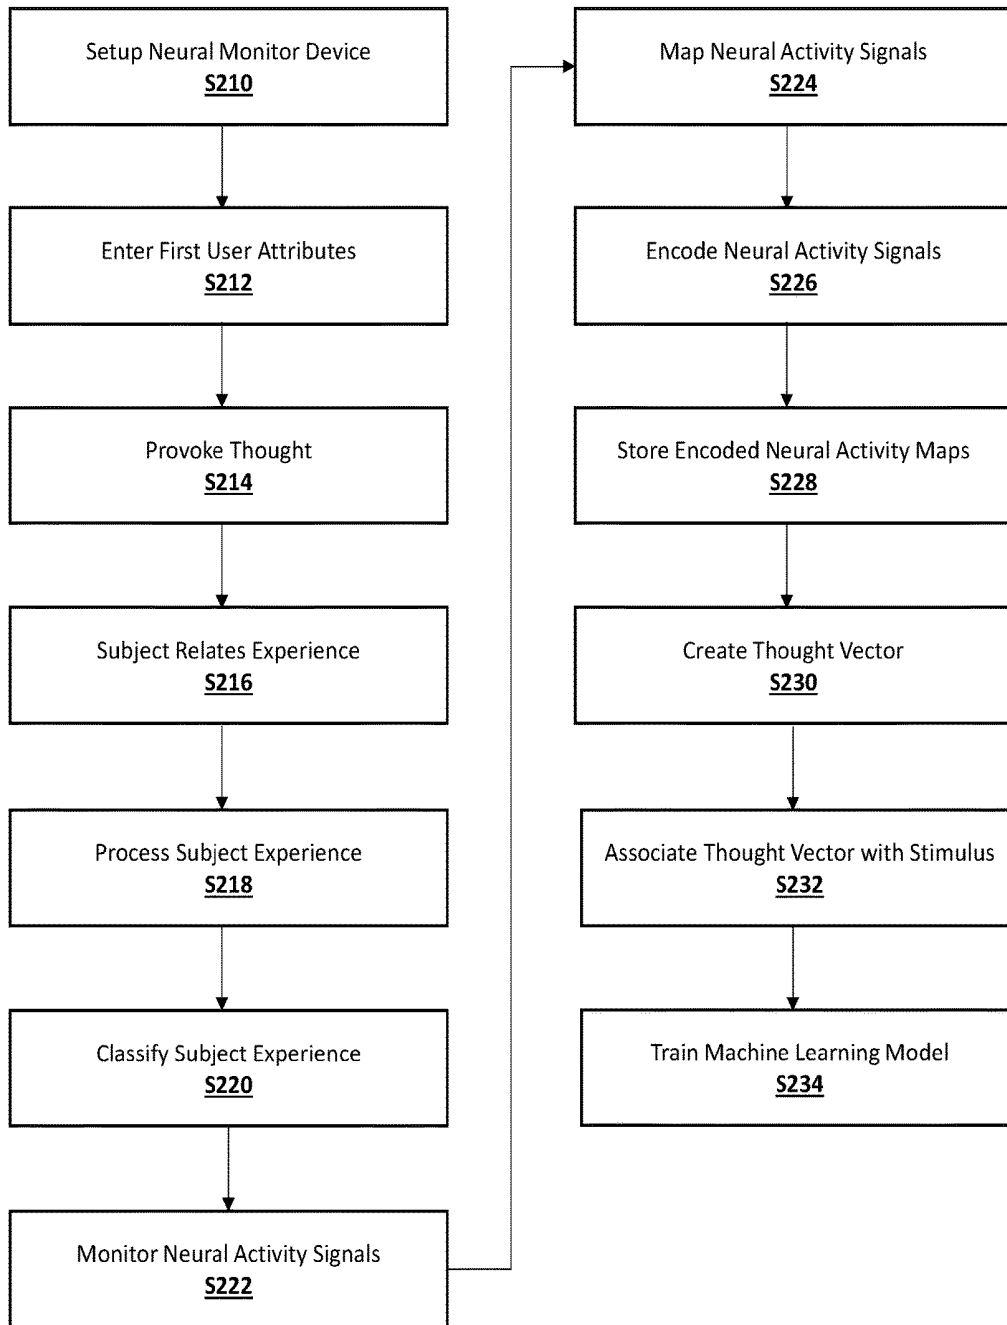 Setup Neural Monitor Device
S210
Enter First User Attributes
S212
Provoke Thought
S214
Subject Relates Experience
S216
Process Subject Experience
S218
Classify Subject Experience
S220
Monitor Neural Activity Signals
S222
Map Neural Activity Signals
S224
Encode Neural Activity Signals
S226
Store Encoded Neural Activity Maps
S228
Create Thought Vector
S230
Associate Thought Vector with Stimulus
S232
Train Machine Learning Model
S234